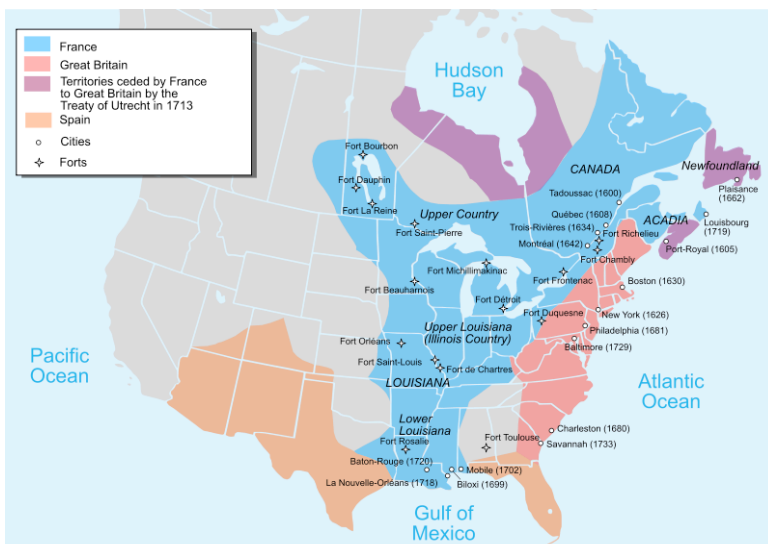 France
Great Britain
Territories ceded by France
to Great Britain by the
Treaty of Utrecht in 1713
Spain
Cities
Forts
Hudson
Bay
Fort Bourbon
CANADA
Newfoundland
Fort Dauphin
Plaisance
(1662)
Tadoussac (1600)
Fort La Reine
Upper Country
Québec (1608)
ACADIA
Louisbourg
(1719)
Trois-Rivières (1634)
Fort Richelieu
Fort Saint-Pierre
Montréal (1642)
Port-Royal (1605)
Fort Chambly
Fort Michillimakinac
Fort Frontenac
Boston (1630)
Fort Beauharnois
Fort Détroit
Fort Duquesne
New York (1626)
Upper Louisiana
(Illinois Country)
Philadelphia (1681)
Fort Orléans
Baltimore (1729)
Pacific
Ocean
Fort Saint-Louis
Fort de Chartres
LOUISIANA
Atlantic
Ocean
Lower
Louisiana
Charleston (1680)
Fort Rosalie
Fort Toulouse
Savannah (1733)
Baton-Rouge (1720)
Mobile (1702)
La Nouvelle-Orléans (1718)
Biloxi (1699)
Gulf of
Mexico